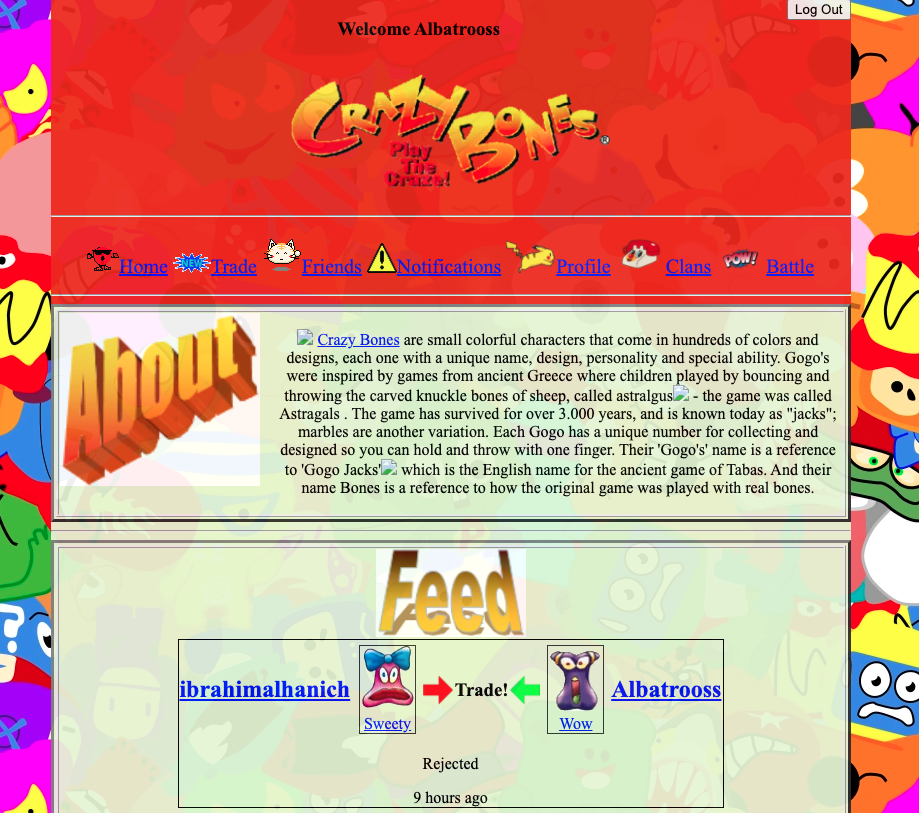 Log Out
Welcome Albatrooss
CRAZY BONES®
Play
The
Craze!
Home NEW Trade Friends Notifications Profile Clans POW! Battle
About
Crazy Bones are small colorful characters that come in hundreds of colors and
designs, each one with a unique name, design, personality and special ability. Gogo's
were inspired by games from ancient Greece where children played by bouncing and
throwing the carved knuckle bones of sheep, called astralgus - the game was called
Astragals . The game has survived for over 3.000 years, and is known today as "jacks";
marbles are another variation. Each Gogo has a unique number for collecting and
designed so you can hold and throw with one finger. Their 'Gogo's' name is a reference
to 'Gogo Jacks' which is the English name for the ancient game of Tabas. And their
name Bones is a reference to how the original game was played with real bones.
Feed
ibrahimalhanich Trade! Albatrooss
Sweety Wow
Rejected
9 hours ago